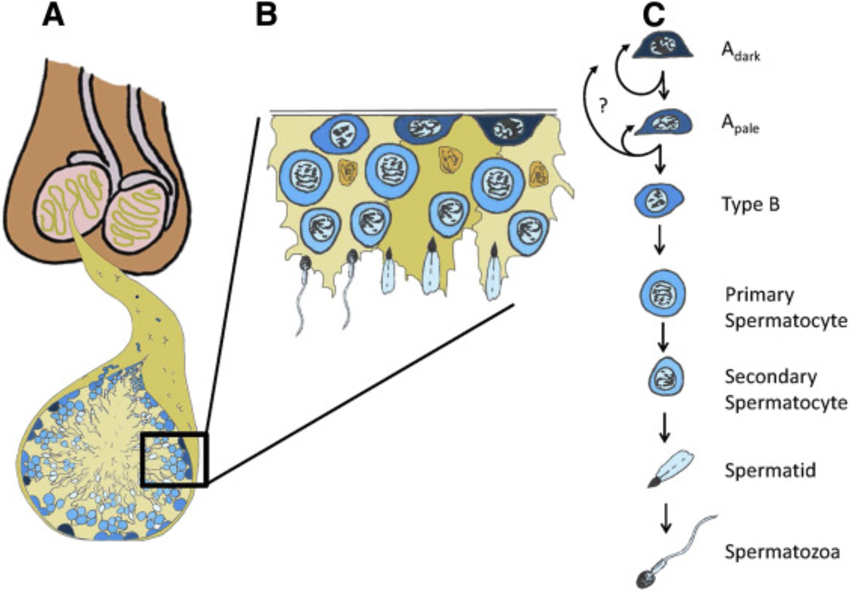 A
B
C
Adark
?
Apale
Type B
Primary
Spermatocyte
Secondary
Spermatocyte
Spermatid
Spermatozoa